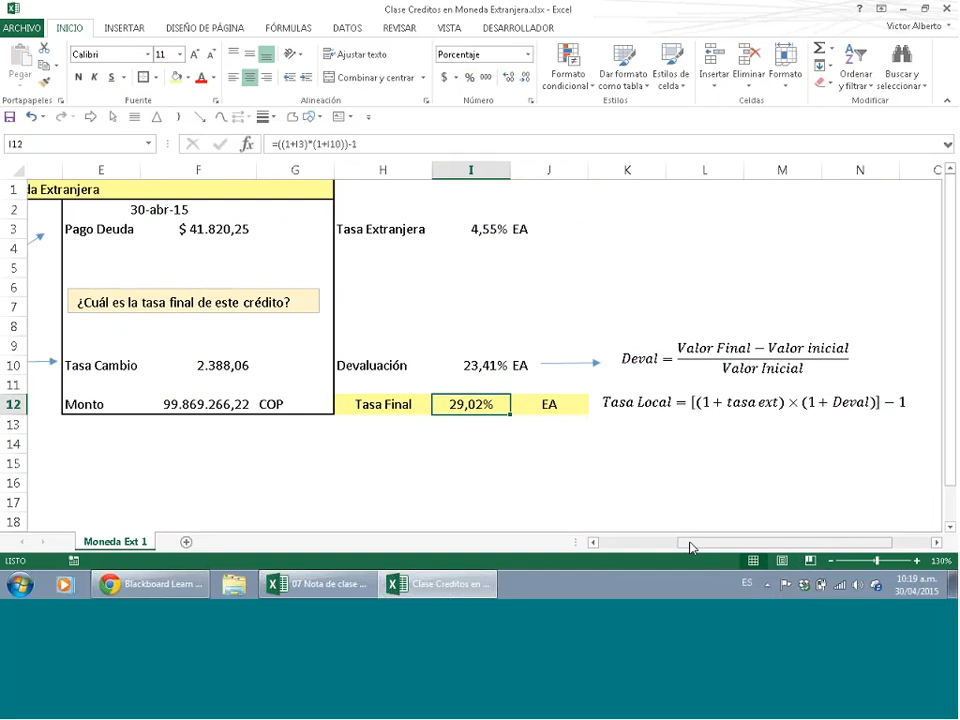 Clase Creditos en Moneda Extranjera.xlsx - Excel
ARCHIVO INICIO INSERTAR DISEÑO DE PÁGINA FÓRMULAS DATOS REVISAR VISTA DESARROLLADOR Victor Alberto
Pegar
Calibri 11
N K S
Ajustar texto
Combinar y centrar
Porcentaje
$ % 000
Formato condicional
Dar formato como tabla
Estilos de celda
Insertar Eliminar Formato
Ordenar y filtrar
Buscar y seleccionar
Portapapeles Fuente Alineación Número Estilos Celdas Modificar
I12 fx =((1+I3)*(1+I10))-1
E F G H I J K L M N O
1 da Extranjera
2 30-abr-15
3 Pago Deuda $ 41.820,25 Tasa Extranjera 4,55% EA
4
5
6
7 ¿Cuál es la tasa final de este crédito?
8
9
10 Tasa Cambio 2.388,06 Devaluación 23,41% EA Deval = Valor Final − Valor inicial / Valor Inicial
11
12 Monto 99.869.266,22 COP Tasa Final 29,02% EA Tasa Local = [(1 + tasa ext) × (1 + Deval)] − 1
13
14
15
16
17
18
Moneda Ext 1
LISTO 130%
Blackboard Learn ... 07 Nota de clase ... Clase Creditos en ... ES 10:19 a.m.
30/04/2015